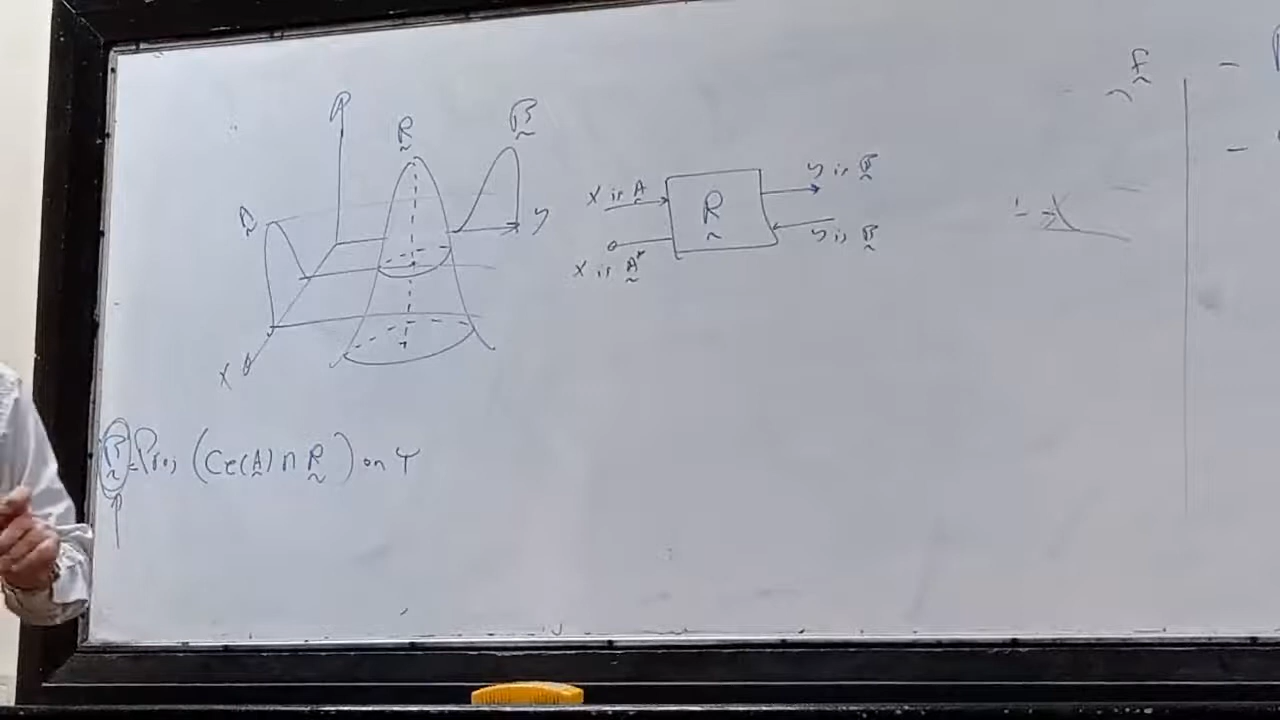 R
B
A
y
x
x is A
R
y is B
y is B
x is A*
B = Proj (Ce(A) ∩ R) on Y
f